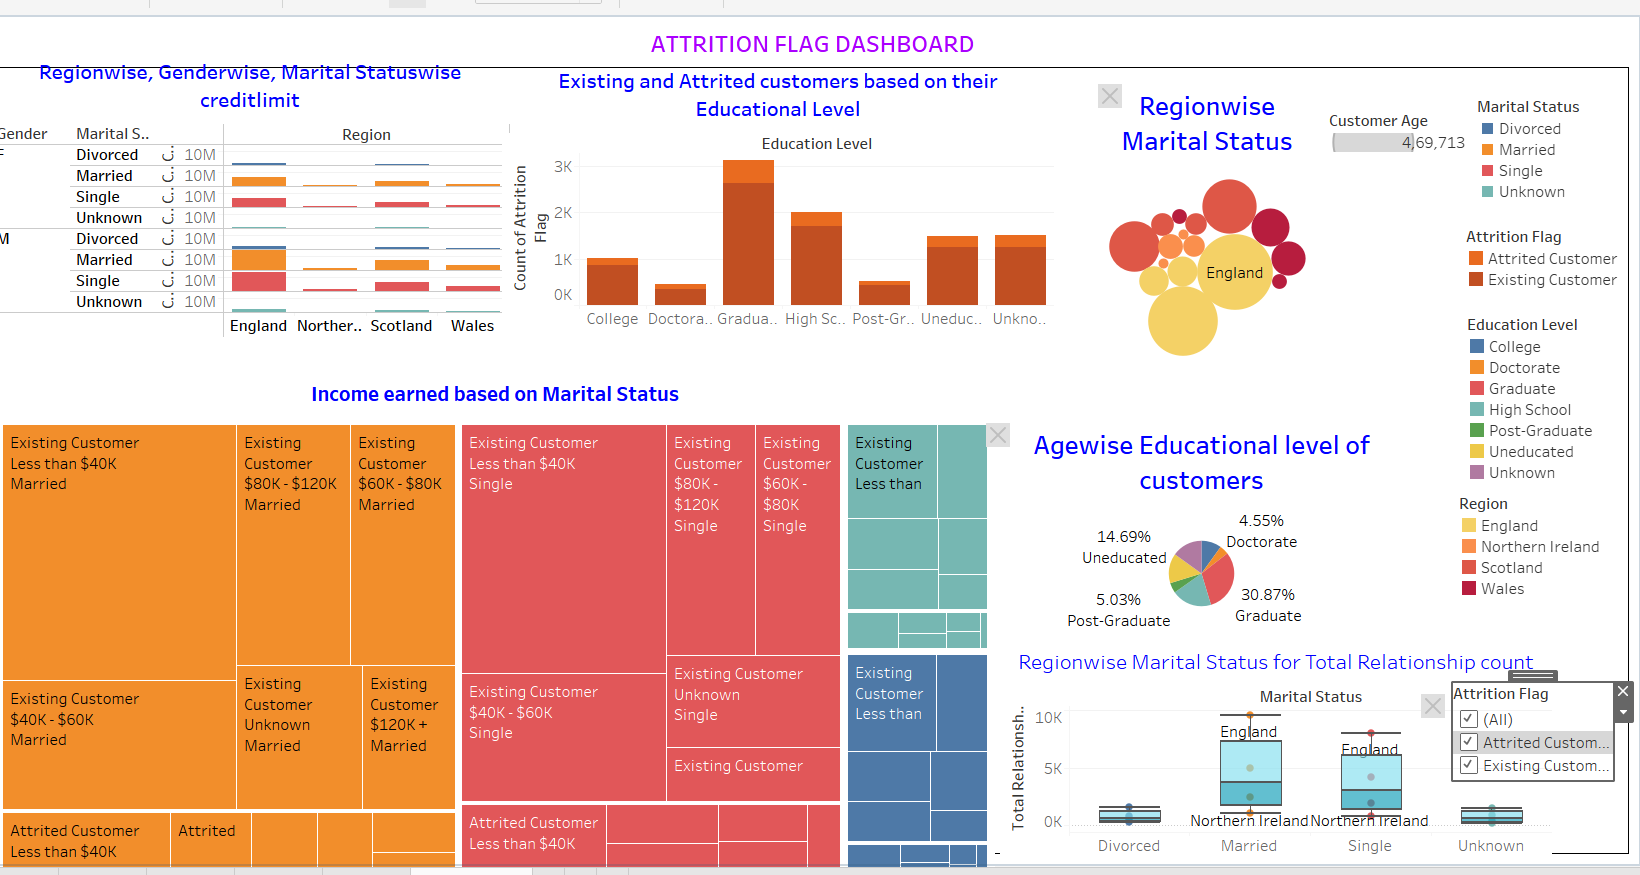 ATTRITION FLAG DASHBOARD
Regionwise, Genderwise, Marital Statuswise
creditlimit
Gender
Marital S..
Region
F
Divorced
10M
Married
10M
Single
10M
Unknown
10M
M
Divorced
10M
Married
10M
Single
10M
Unknown
10M
England
Norther..
Scotland
Wales
Existing and Attrited customers based on their
Educational Level
Education Level
Count of Attrition
Flag
3K
2K
1K
0K
College
Doctora..
Gradua..
High Sc..
Post-Gr..
Uneduc..
Unkno..
Regionwise
Marital Status
England
Customer Age
4,69,713
Marital Status
Divorced
Married
Single
Unknown
Attrition Flag
Attrited Customer
Existing Customer
Education Level
College
Doctorate
Graduate
High School
Post-Graduate
Uneducated
Unknown
Region
England
Northern Ireland
Scotland
Wales
Income earned based on Marital Status
Existing Customer
Less than $40K
Married
Existing
Customer
$80K - $120K
Married
Existing
Customer
$60K - $80K
Married
Existing Customer
$40K - $60K
Married
Existing
Customer
Unknown
Married
Existing
Customer
$120K +
Married
Attrited Customer
Less than $40K
Attrited
Existing Customer
Less than $40K
Single
Existing
Customer
$80K -
$120K
Single
Existing
Customer
$60K -
$80K
Single
Existing Customer
$40K - $60K
Single
Existing Customer
Unknown
Single
Existing Customer
Attrited Customer
Less than $40K
Existing
Customer
Less than
Existing
Customer
Less than
Agewise Educational level of
customers
4.55%
Doctorate
14.69%
Uneducated
5.03%
Post-Graduate
30.87%
Graduate
Regionwise Marital Status for Total Relationship count
Marital Status
Total Relationsh..
10K
5K
0K
England
England
Northern Ireland
Northern Ireland
Divorced
Married
Single
Unknown
Attrition Flag
(All)
Attrited Custom...
Existing Custom...